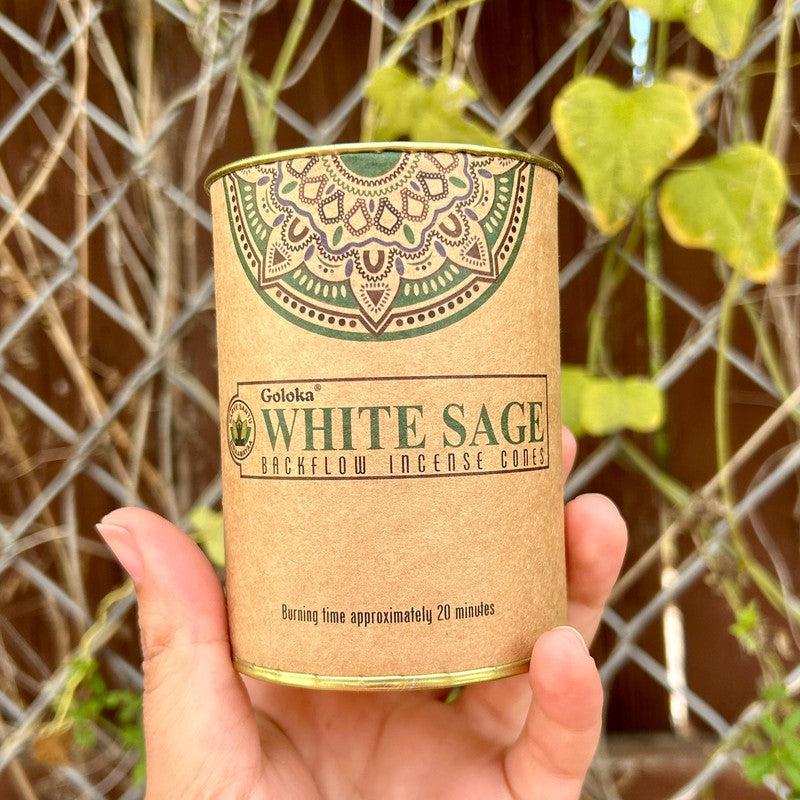 Goloka®
WHITE SAGE
BACKFLOW INCENSE CONES
Burning time approximately 20 minutes